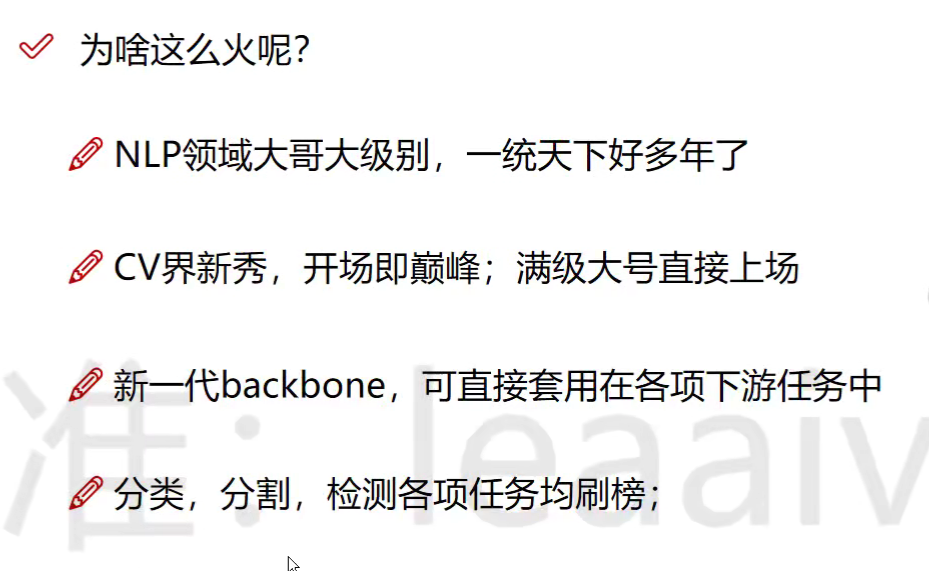 为啥这么火呢？
NLP领域大哥大级别，一统天下好多年了
CV界新秀，开场即巅峰；满级大号直接上场
新一代backbone，可直接套用在各项下游任务中
分类，分割，检测各项任务均刷榜；
准：leaaiv